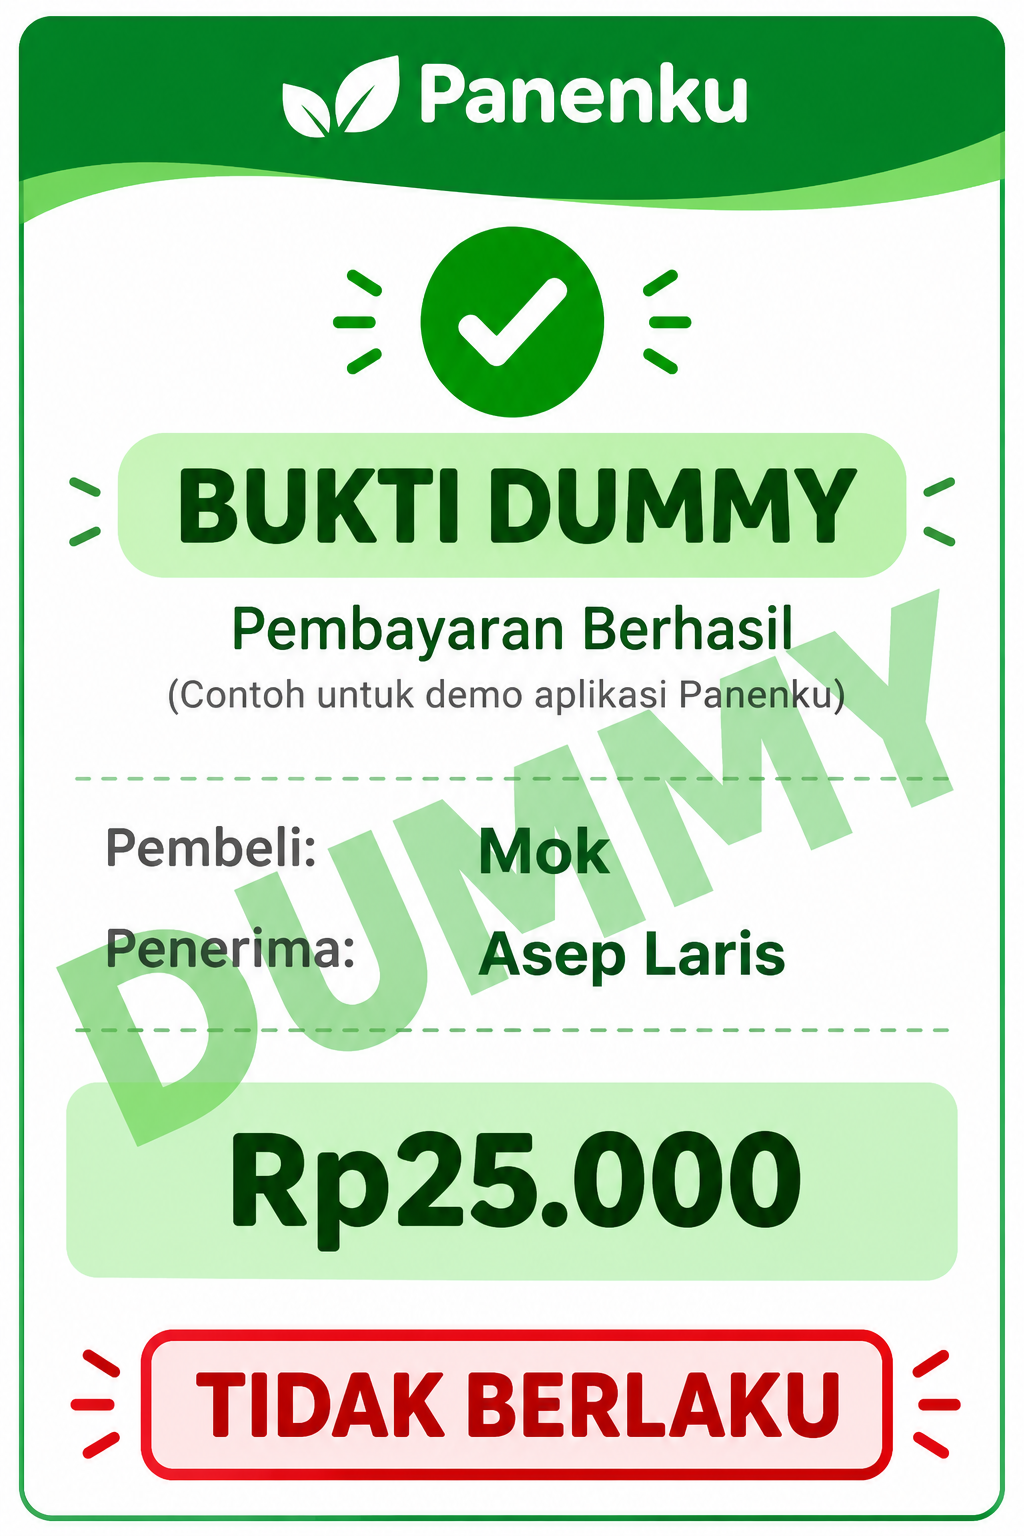 Panenku
BUKTI DUMMY
Pembayaran Berhasil
(Contoh untuk demo aplikasi Panenku)
Pembeli: Mok
Penerima: Asep Laris
DUMMY
Rp25.000
TIDAK BERLAKU